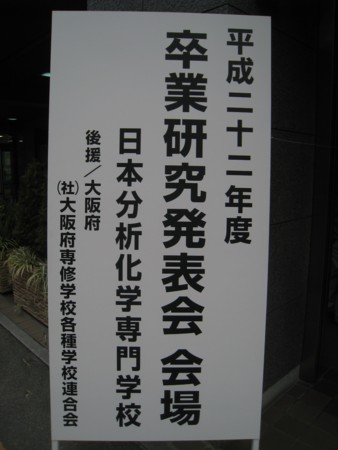 平成二十二年度
卒業研究発表会 会場
日本分析化学専門学校
後援／大阪府
(社)大阪府専修学校各種学校連合会